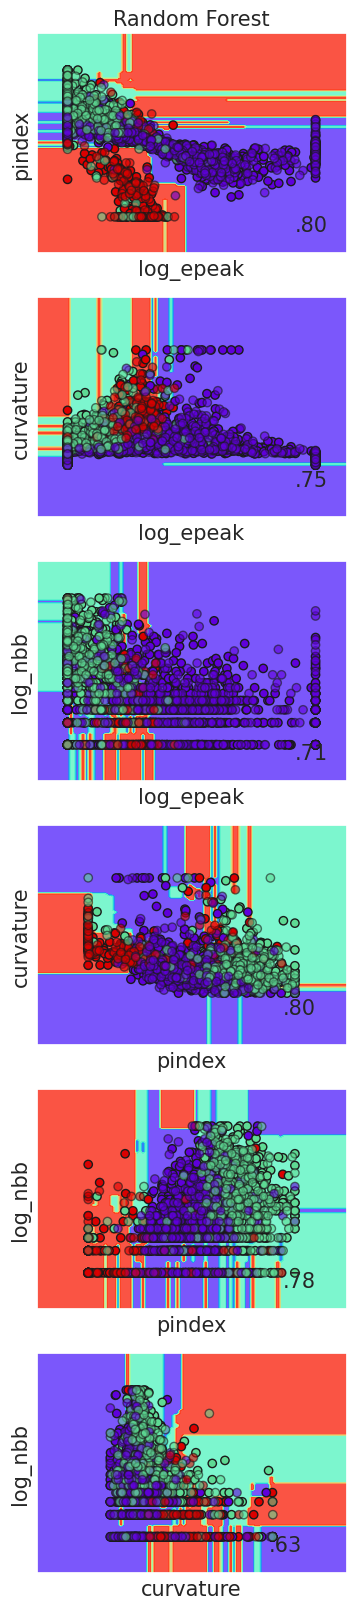 Random Forest
pindex
.80
log_epeak
curvature
.75
log_epeak
log_nbb
.71
log_epeak
curvature
.80
pindex
log_nbb
.78
pindex
log_nbb
.63
curvature